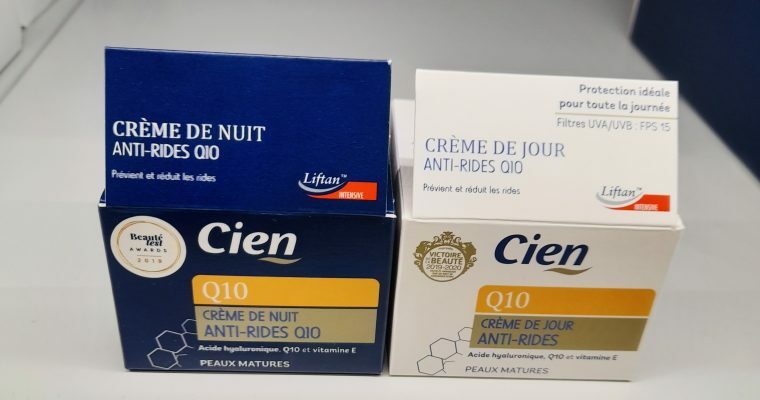 CRÈME DE NUIT
ANTI-RIDES Q10
Prévient et réduit les rides
Liftan™
INTENSIVE
Beauté
test
AWARDS
2019
Cien
Q10
CRÈME DE NUIT
ANTI-RIDES Q10
Acide hyaluronique, Q10 et vitamine E
PEAUX MATURES
Protection idéale
pour toute la journée
Filtres UVA/UVB : FPS 15
CRÈME DE JOUR
ANTI-RIDES Q10
Prévient et réduit les rides
Liftan™
INTENSIVE
VICTOIRE
BEAUTÉ
2019-2020
Cien
Q10
CRÈME DE JOUR
ANTI-RIDES
Acide hyaluronique, Q10 et vitamine E
PEAUX MATURES